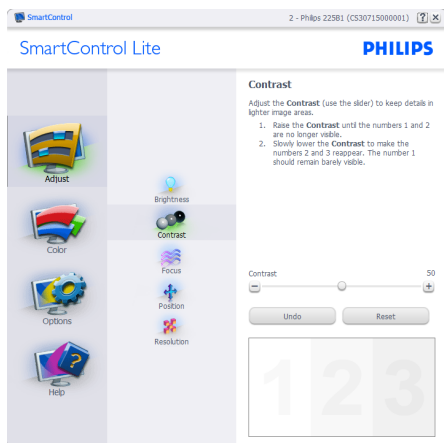 SmartControl
2 - Philips 225B1 (CS30715000001)
SmartControl Lite
PHILIPS
Adjust
Color
Options
Help
Brightness
Contrast
Focus
Position
Resolution
Contrast
Adjust the Contrast (use the slider) to keep details in
lighter image areas.
1. Raise the Contrast until the numbers 1 and 2
are no longer visible.
2. Slowly lower the Contrast to make the
numbers 2 and 3 reappear. The number 1
should remain barely visible.
Contrast 50
Undo Reset
1 2 3